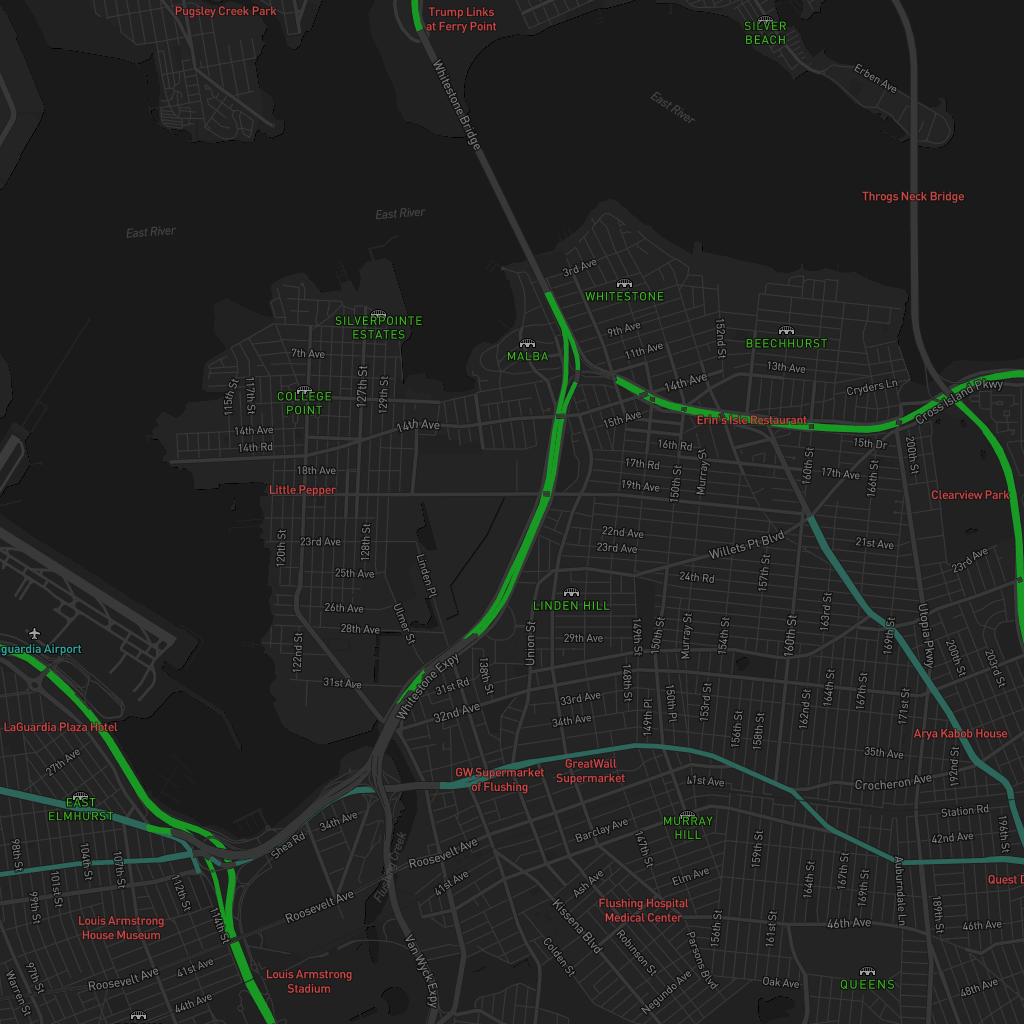 Pugsley Creek Park
Trump Links
at Ferry Point
SILVER
BEACH
Erben Ave
East River
Whitestone Bridge
Throgs Neck Bridge
East River
East River
3rd Ave
WHITESTONE
SILVERPOINTE
ESTATES
9th Ave
152nd St
BEECHHURST
7th Ave
MALBA
11th Ave
13th Ave
115th St
117th St
127th St
129th St
14th Ave
Cryders Ln
Cross Island Pkwy
COLLEGE
POINT
14th Ave
14th Ave
15th Ave
Erin's Isle Restaurant
14th Rd
16th Rd
15th Dr
200th St
18th Ave
17th Rd
150th St
Murray St
160th St
17th Ave
166th St
Little Pepper
19th Ave
Clearview Park
120th St
23rd Ave
128th St
22nd Ave
23rd Ave
Willets Pt Blvd
21st Ave
23rd Ave
25th Ave
Linden Pl
24th Rd
157th St
26th Ave
LINDEN HILL
163rd St
28th Ave
Ulmer St
Union St
29th Ave
146th St
150th St
Murray St
154th St
160th St
169th St
Utopia Pkwy
200th St
203rd St
guardia Airport
122nd St
31st Ave
Whitestone Expy
31st Rd
138th St
148th St
164th St
167th St
171st St
33rd Ave
149th Pl
150th Pl
153rd St
156th St
158th St
162nd St
32nd Ave
34th Ave
LaGuardia Plaza Hotel
Arya Kabob House
35th Ave
192nd St
27th Ave
GW Supermarket
of Flushing
GreatWall
Supermarket
41st Ave
Crocheron Ave
EAST
ELMHURST
34th Ave
MURRAY
HILL
Station Rd
196th St
42nd Ave
Barclay Ave
98th St
104th St
107th St
Shea Rd
Roosevelt Ave
147th St
159th St
Flushing Creek
41st Ave
Ash Ave
Elm Ave
164th St
167th St
169th St
Auburndale Ln
Quest D
99th St
101st St
112th St
114th St
Roosevelt Ave
Flushing Hospital
Medical Center
189th St
Louis Armstrong
House Museum
Kissena Blvd
156th St
161st St
46th Ave
46th Ave
Robinson St
Parsons Blvd
Colden St
Van Wyck Expy
97th St
Warren St
41st Ave
Roosevelt Ave
Louis Armstrong
Stadium
Negundo Ave
Oak Ave
QUEENS
48th Ave
44th Ave